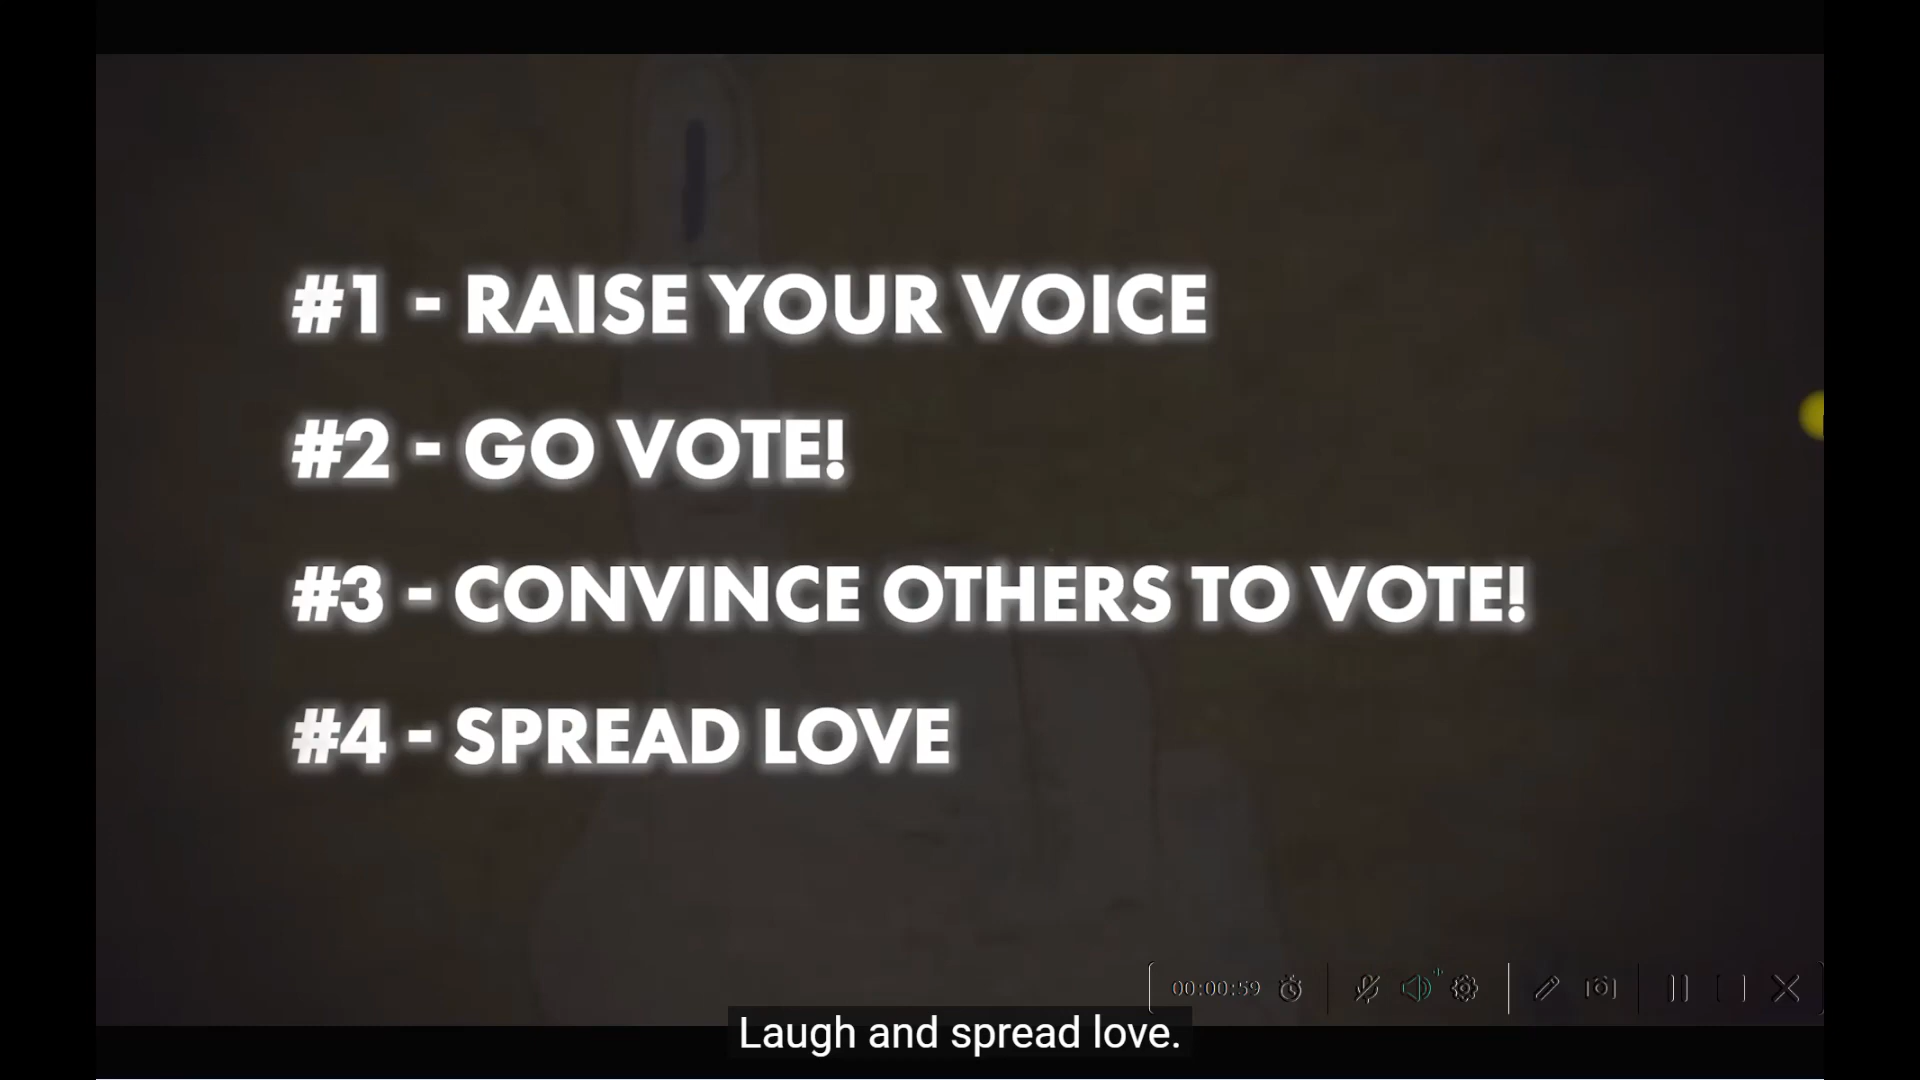 #1 - RAISE YOUR VOICE
#2 - GO VOTE!
#3 - CONVINCE OTHERS TO VOTE!
#4 - SPREAD LOVE
00:00:59
Laugh and spread love.